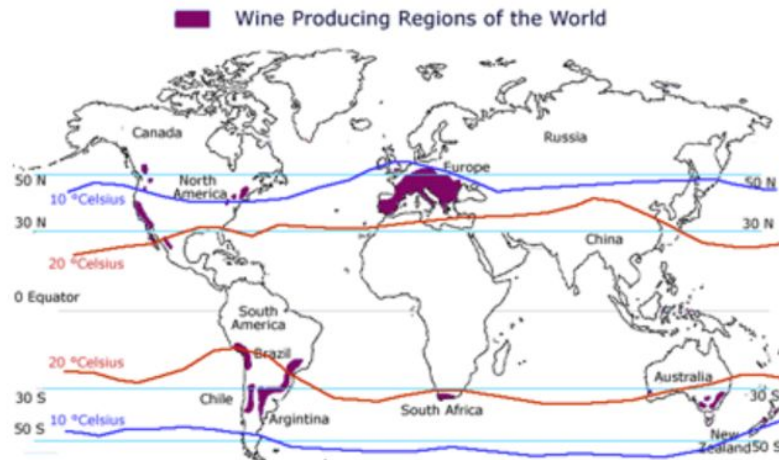 Wine Producing Regions of the World
Canada
Russia
Europe
50 N
North
America
50 N
10 °Celsius
30 N
30 N
China
20 °Celsius
0 Equator
South
America
20 °Celsius
Brazil
Australia
30 S
Chile
30 S
Argintina
South Africa
10 °Celsius
50 S
New
Zealand
50 S